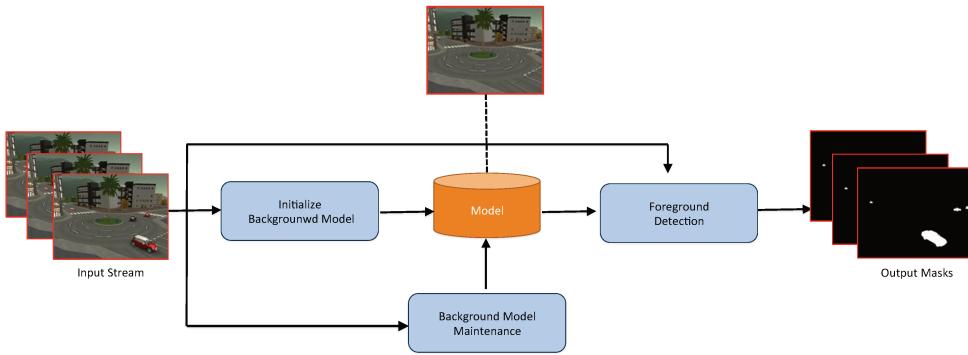 Initialize
Backgrounwd Model
Model
Foreground
Detection
Input Stream
Output Masks
Background Model
Maintenance